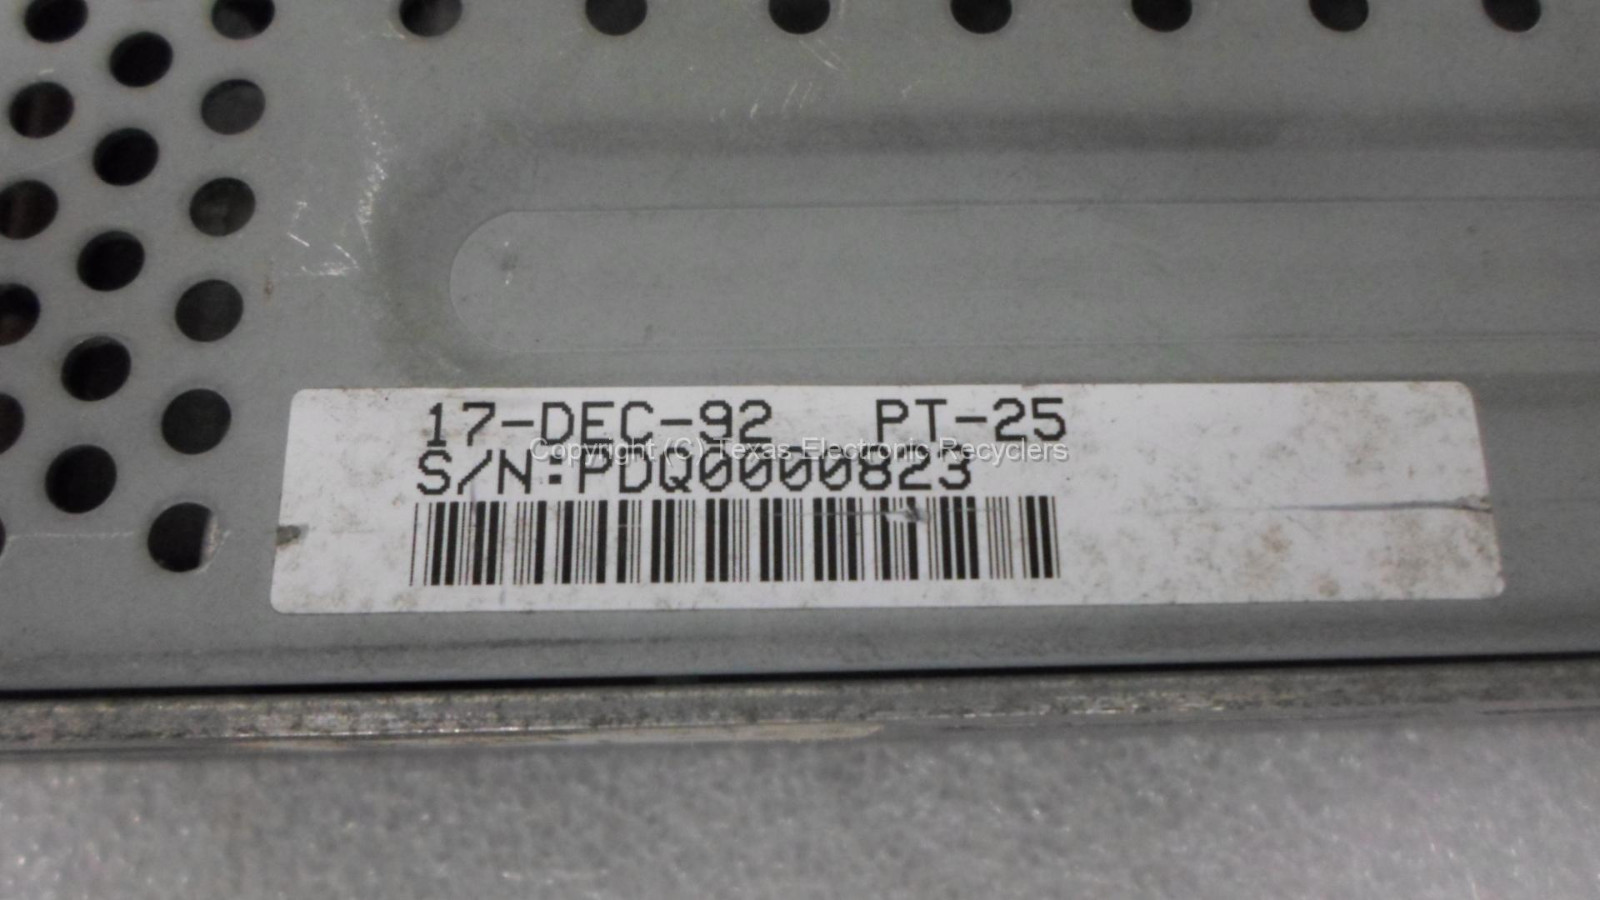 17-DEC-92 PT-25
Copyright (C) Texas Electronic Recyclers
S/N:PDQ0000823